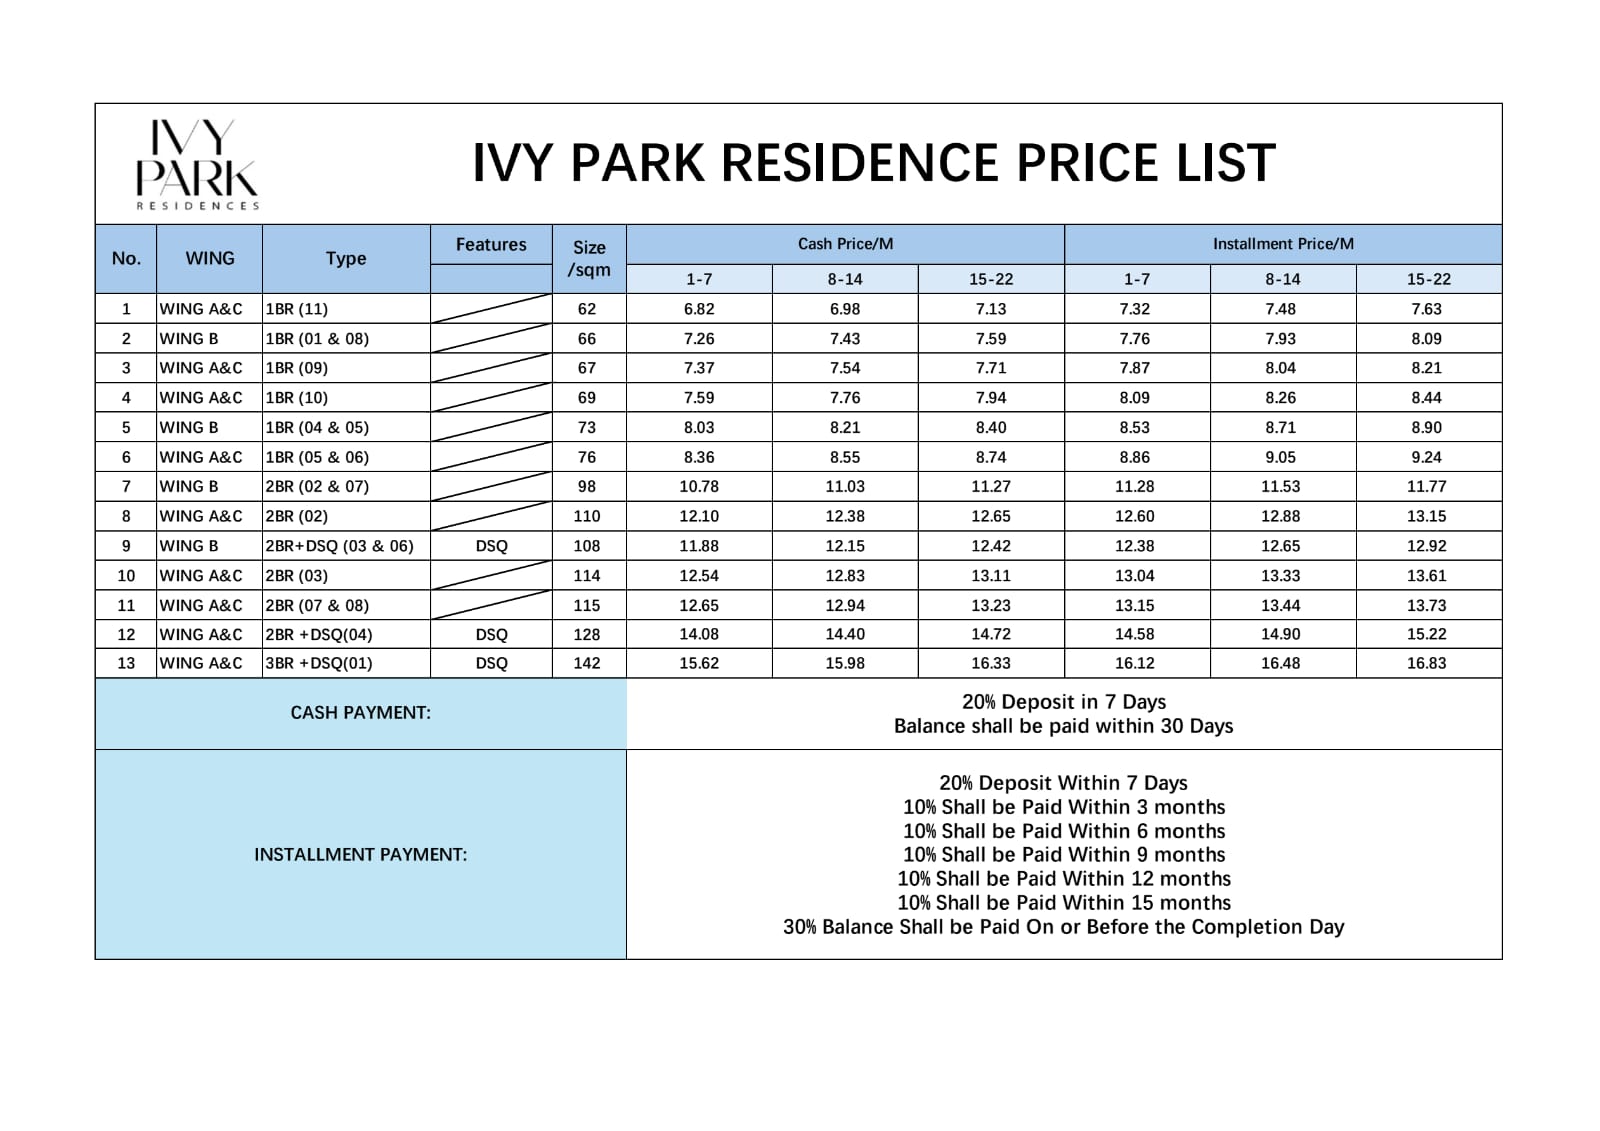 IVY
PARK
RESIDENCES
IVY PARK RESIDENCE PRICE LIST
No. WING Type Features Size /sqm Cash Price/M Installment Price/M
1-7 8-14 15-22 1-7 8-14 15-22
1 WING A&C 1BR (11) 62 6.82 6.98 7.13 7.32 7.48 7.63
2 WING B 1BR (01 & 08) 66 7.26 7.43 7.59 7.76 7.93 8.09
3 WING A&C 1BR (09) 67 7.37 7.54 7.71 7.87 8.04 8.21
4 WING A&C 1BR (10) 69 7.59 7.76 7.94 8.09 8.26 8.44
5 WING B 1BR (04 & 05) 73 8.03 8.21 8.40 8.53 8.71 8.90
6 WING A&C 1BR (05 & 06) 76 8.36 8.55 8.74 8.86 9.05 9.24
7 WING B 2BR (02 & 07) 98 10.78 11.03 11.27 11.28 11.53 11.77
8 WING A&C 2BR (02) 110 12.10 12.38 12.65 12.60 12.88 13.15
9 WING B 2BR+DSQ (03 & 06) DSQ 108 11.88 12.15 12.42 12.38 12.65 12.92
10 WING A&C 2BR (03) 114 12.54 12.83 13.11 13.04 13.33 13.61
11 WING A&C 2BR (07 & 08) 115 12.65 12.94 13.23 13.15 13.44 13.73
12 WING A&C 2BR +DSQ(04) DSQ 128 14.08 14.40 14.72 14.58 14.90 15.22
13 WING A&C 3BR +DSQ(01) DSQ 142 15.62 15.98 16.33 16.12 16.48 16.83
CASH PAYMENT:
20% Deposit in 7 Days
Balance shall be paid within 30 Days
INSTALLMENT PAYMENT:
20% Deposit Within 7 Days
10% Shall be Paid Within 3 months
10% Shall be Paid Within 6 months
10% Shall be Paid Within 9 months
10% Shall be Paid Within 12 months
10% Shall be Paid Within 15 months
30% Balance Shall be Paid On or Before the Completion Day